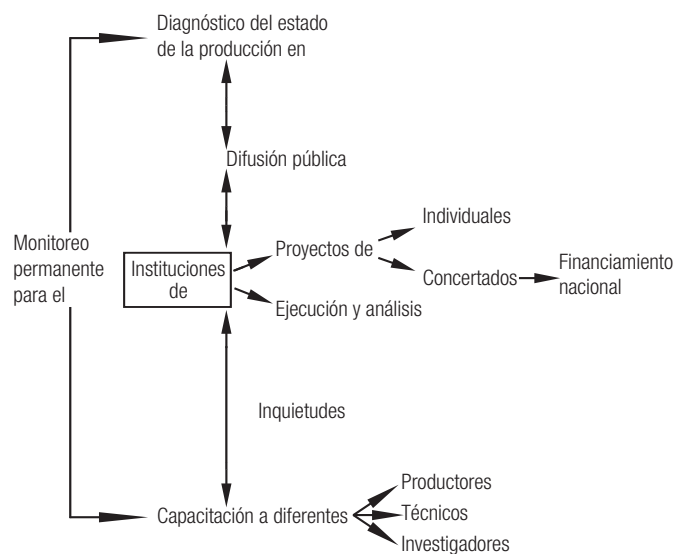 Diagnóstico del estado
de la producción en
Difusión pública
Individuales
Monitoreo
permanente
para el
Instituciones
de
Proyectos de
Concertados
Financiamiento
nacional
Ejecución y análisis
Inquietudes
Productores
Capacitación a diferentes
Técnicos
Investigadores